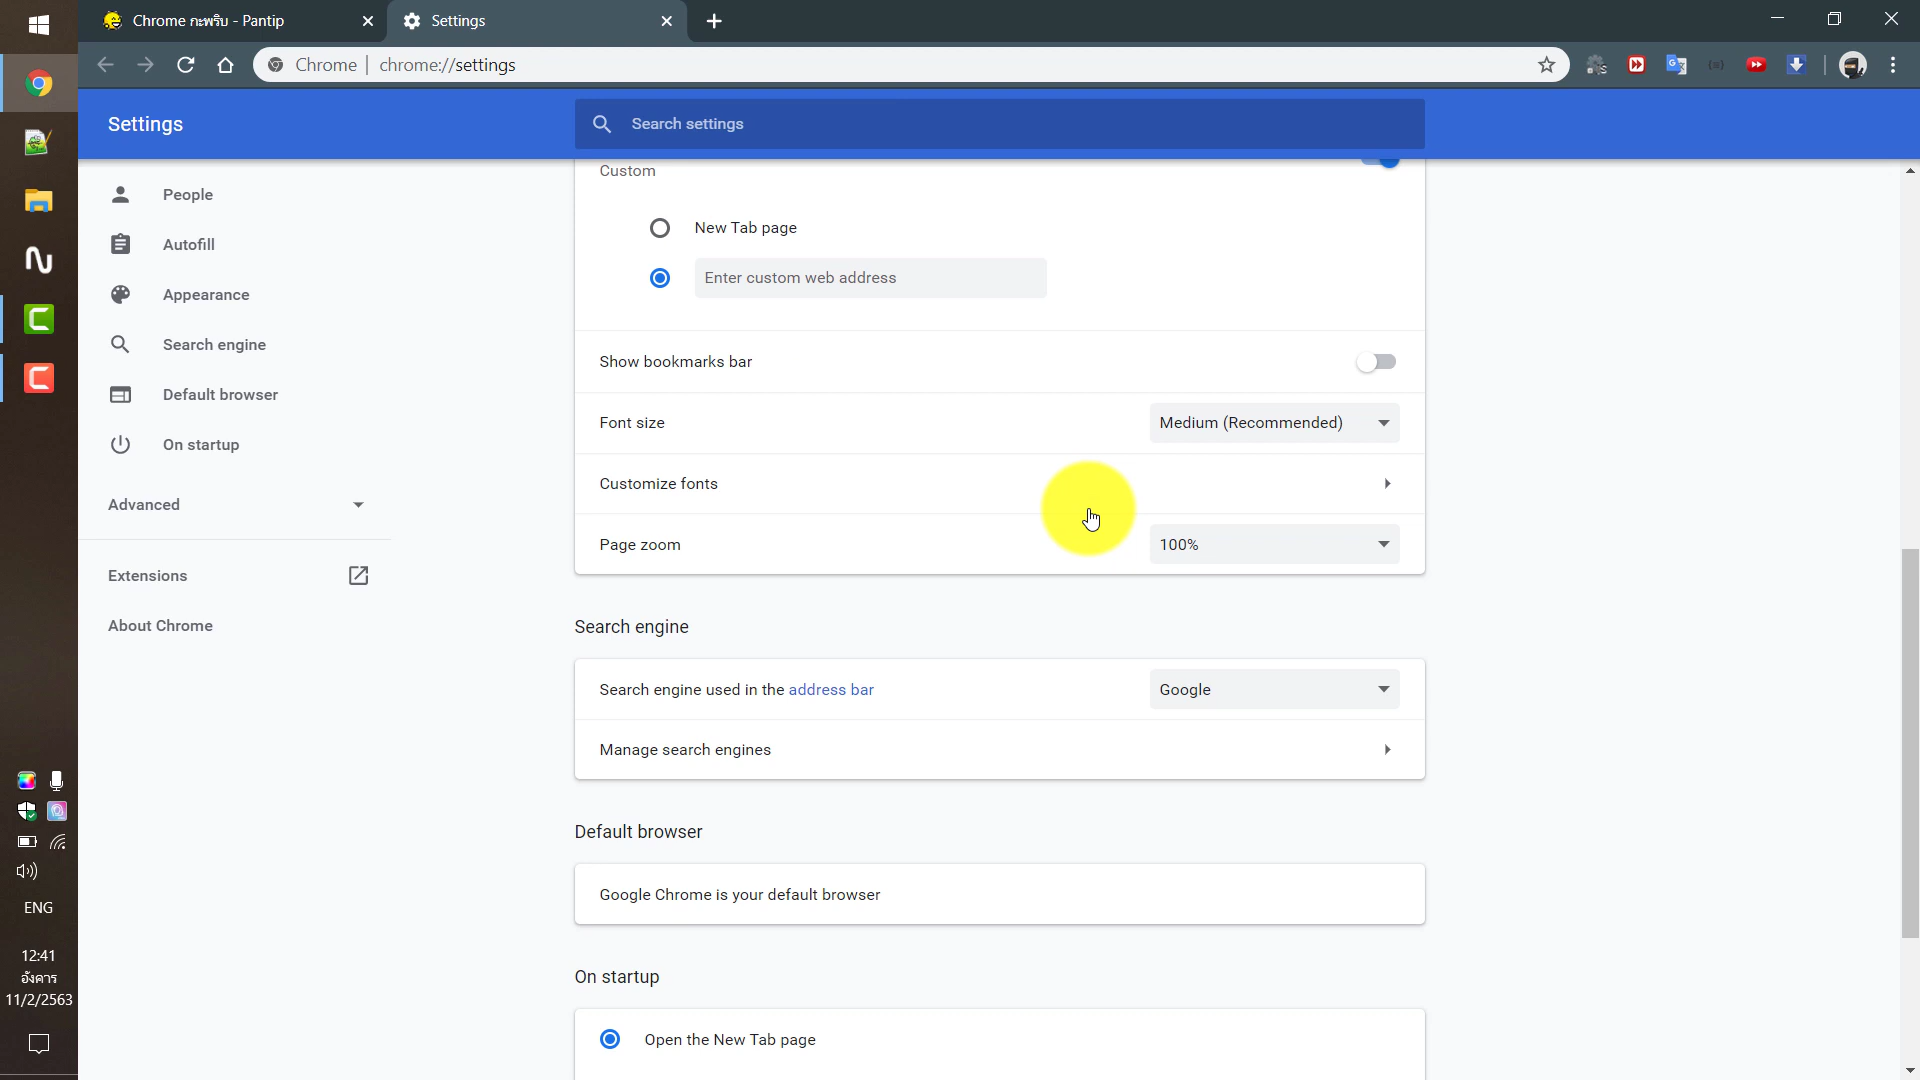 Chrome กะพริบ - Pantip
Settings
Chrome | chrome://settings
Settings
Search settings
People
Autofill
Appearance
Search engine
Default browser
On startup
Advanced
Extensions
About Chrome
Custom
New Tab page
Enter custom web address
Show bookmarks bar
Font size
Medium (Recommended)
Customize fonts
Page zoom
100%
Search engine
Search engine used in the address bar
Google
Manage search engines
Default browser
Google Chrome is your default browser
On startup
Open the New Tab page
ENG
12:41
อังคาร
11/2/2563